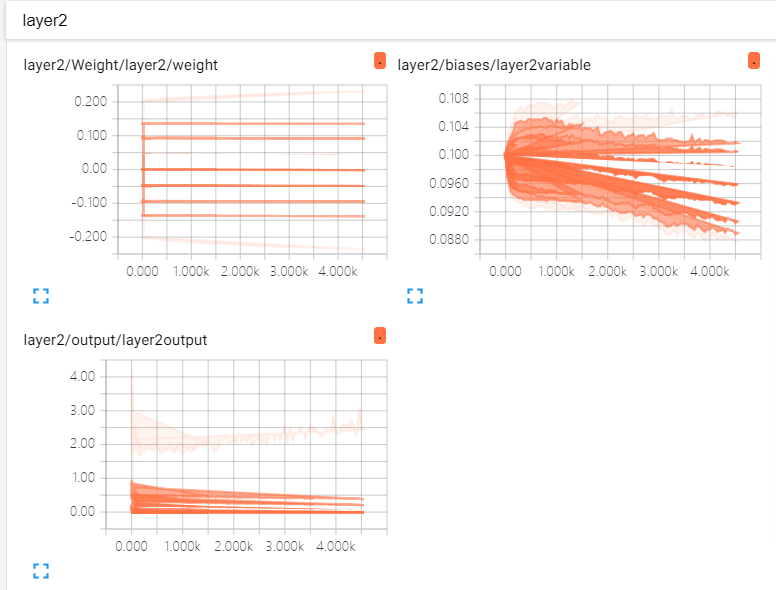 layer2
layer2/Weight/layer2/weight
.
0.200
0.100
0.00
-0.100
-0.200
0.000 1.000k 2.000k 3.000k 4.000k
layer2/biases/layer2variable
.
0.108
0.104
0.100
0.0960
0.0920
0.0880
0.000 1.000k 2.000k 3.000k 4.000k
layer2/output/layer2output
.
4.00
3.00
2.00
1.00
0.00
0.000 1.000k 2.000k 3.000k 4.000k